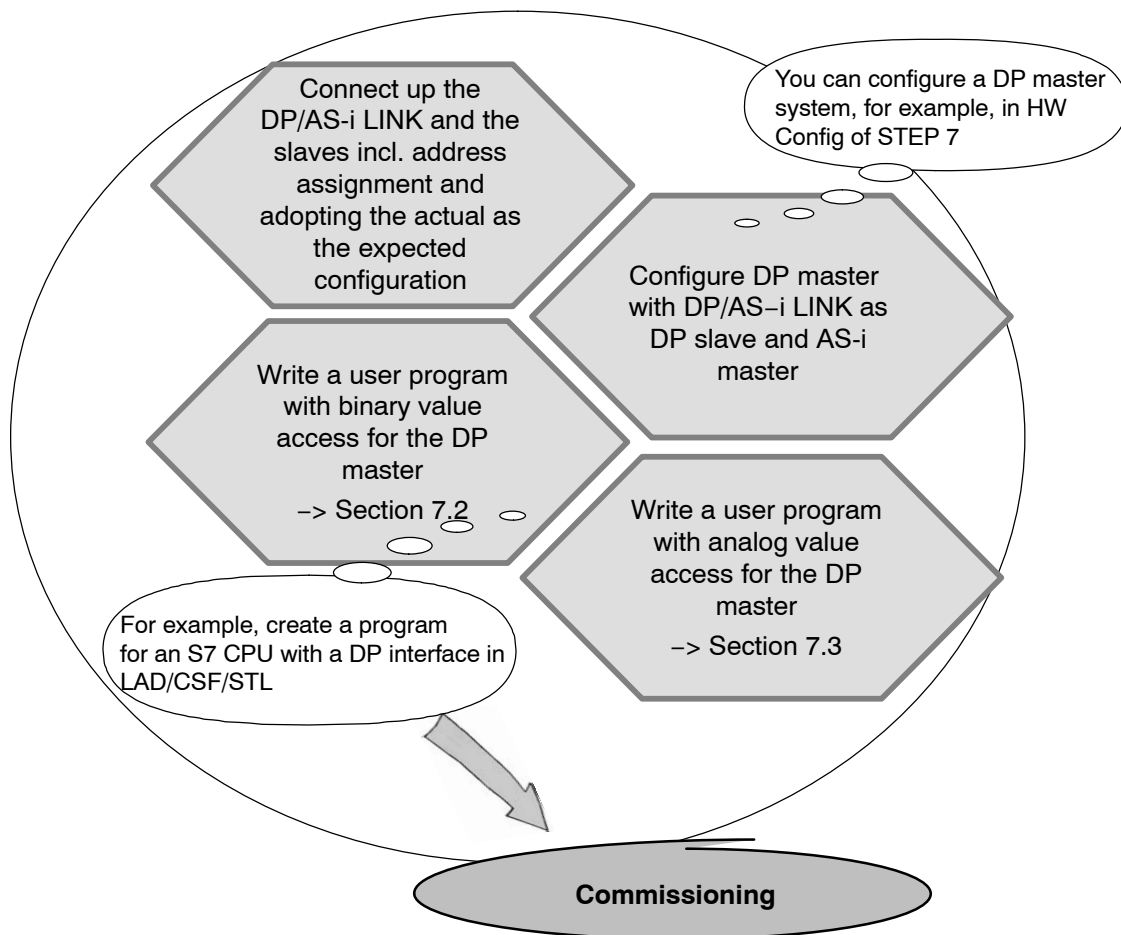 Connect up the
DP/AS-i LINK and the
slaves incl. address
assignment and
adopting the actual as
the expected
configuration
You can configure a DP master
system, for example, in HW
Config of STEP 7
Configure DP master
with DP/AS−i LINK as
DP slave and AS-i
master
Write a user program
with binary value
access for the DP
master
−> Section 7.2
Write a user program
with analog value
access for the DP
master
−> Section 7.3
For example, create a program
for an S7 CPU with a DP interface in
LAD/CSF/STL
Commissioning